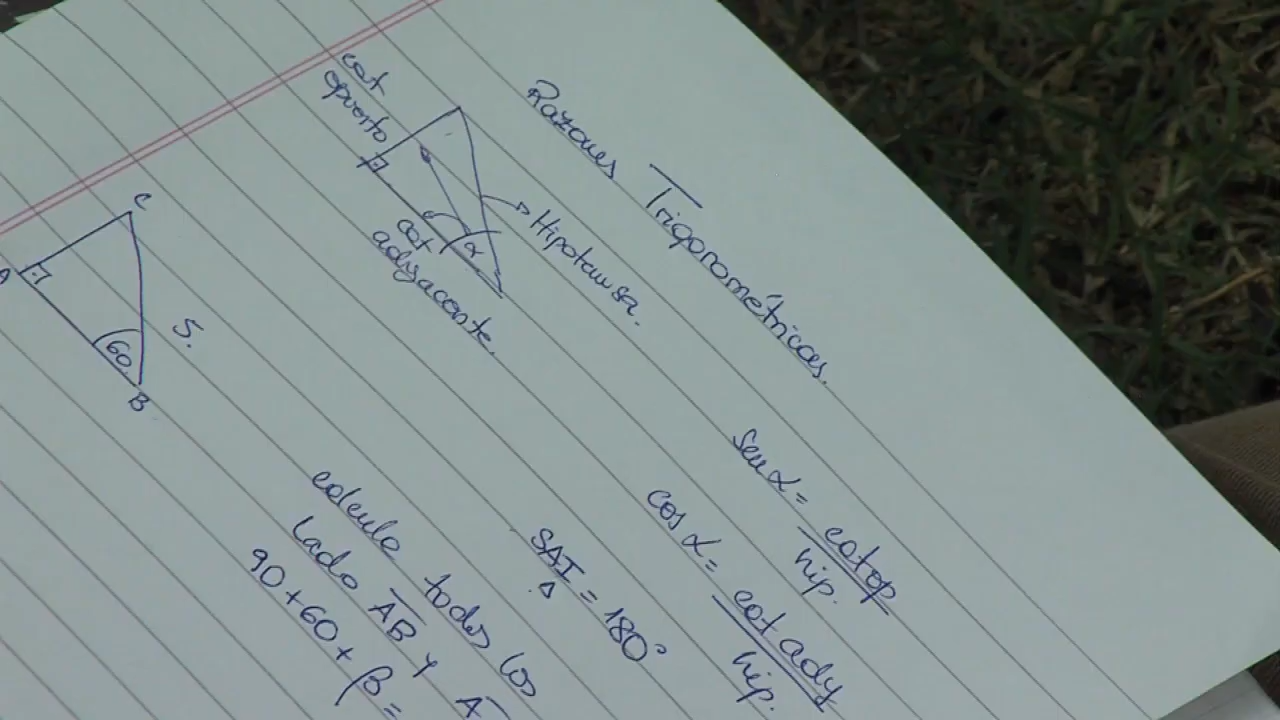 Razones Trigonométricas.
cat
opuesto
Hipotenusa.
α
cat
adyacente.
Sen α = cat op
hip.
cos α = cat ady
hip.
SAI = 180°
C
A
60
5.
B
calcula todos los
lado AB y A
90+60+β=